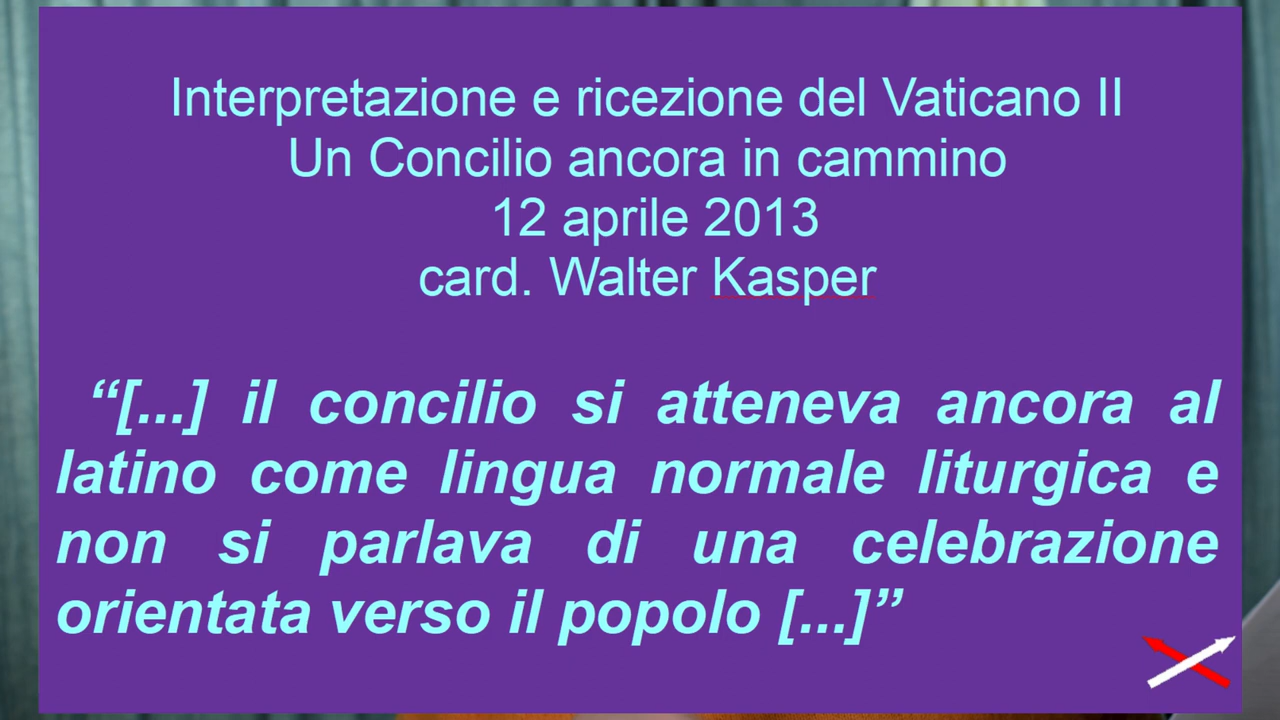 Interpretazione e ricezione del Vaticano II
Un Concilio ancora in cammino
12 aprile 2013
card. Walter Kasper
“[...] il concilio si atteneva ancora al
latino come lingua normale liturgica e
non si parlava di una celebrazione
orientata verso il popolo [...]”